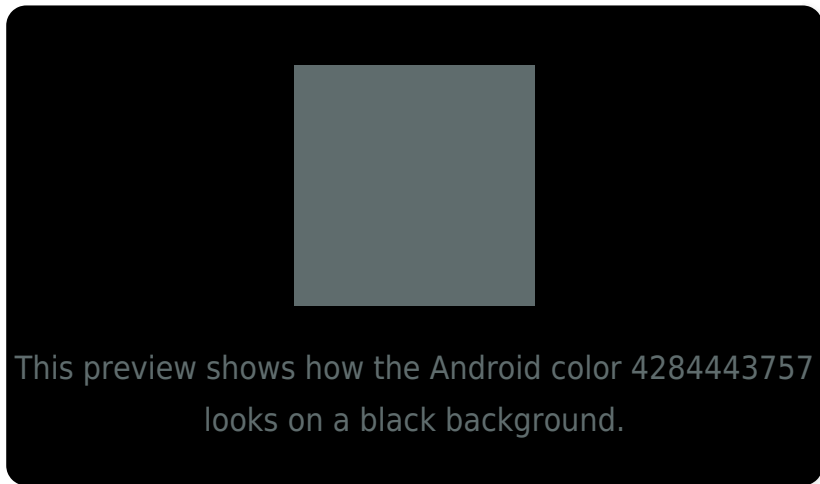 This preview shows how the Android color 4284443757
looks on a black background.